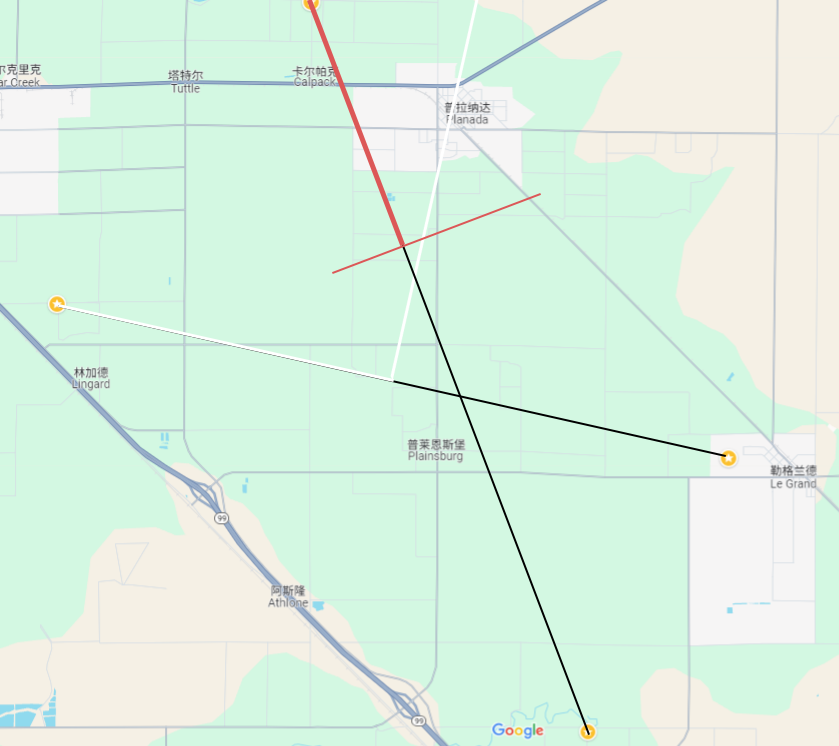 尔克里克
ar Creek
塔特尔
Tuttle
卡尔帕克
Calpack
普拉纳达
Planada
林加德
Lingard
普莱恩斯堡
Plainsburg
勒格兰德
Le Grand
99
阿斯隆
Athlone
99
Google